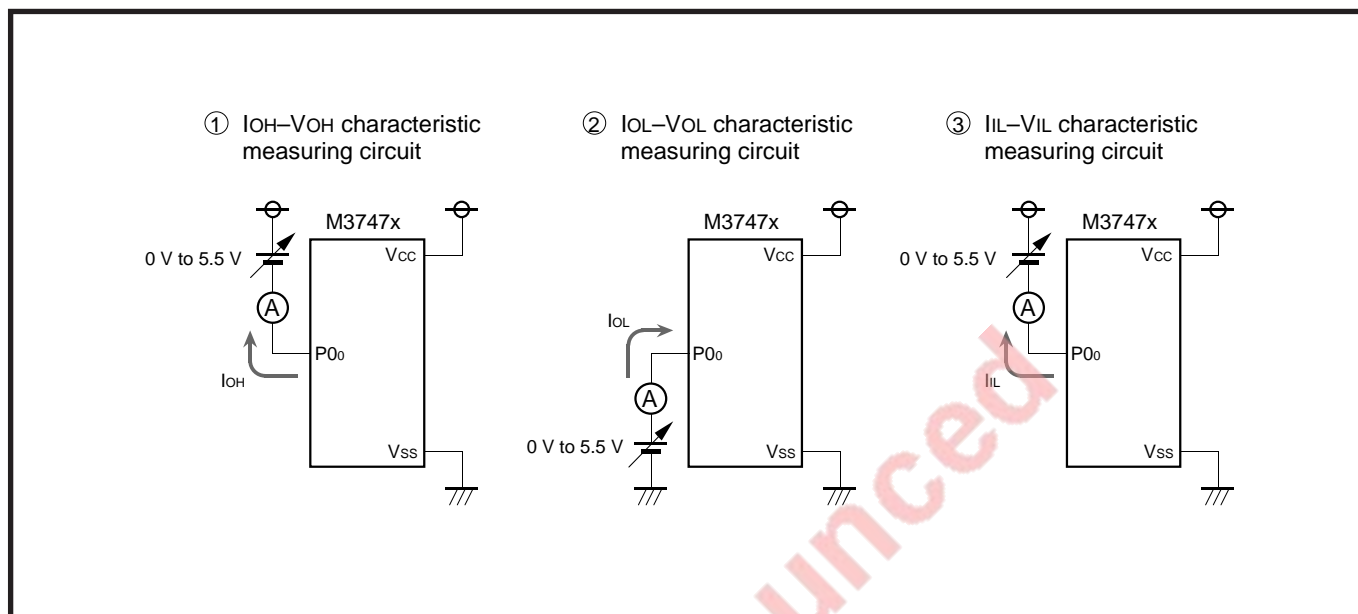 ① IOH–VOH characteristic
measuring circuit
② IOL–VOL characteristic
measuring circuit
③ IIL–VIL characteristic
measuring circuit
M3747x
VCC
0 V to 5.5 V
A
P00
IOH
VSS
M3747x
VCC
IOL
P00
A
0 V to 5.5 V
VSS
M3747x
VCC
0 V to 5.5 V
A
P00
IIL
VSS
unced